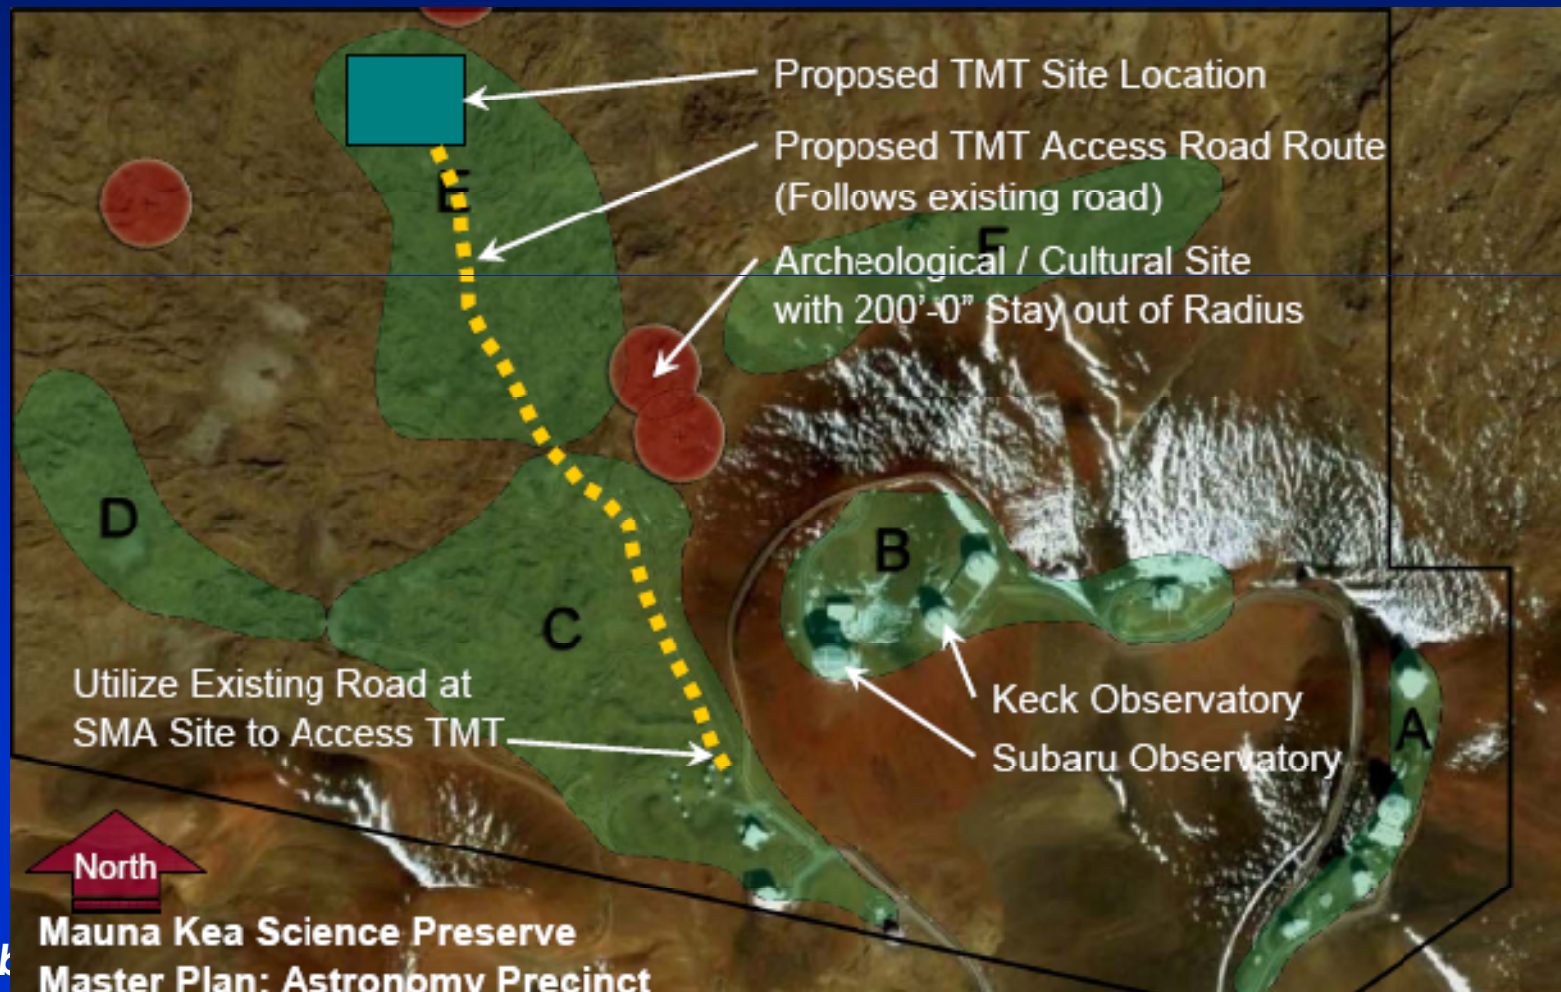 Proposed TMT Site Location
Proposed TMT Access Road Route
(Follows existing road)
E
F
Archeological / Cultural Site
with 200'-0" Stay out of Radius
D
B
C
Utilize Existing Road at
SMA Site to Access TMT
Keck Observatory
Subaru Observatory
A
North
Mauna Kea Science Preserve
Master Plan: Astronomy Precinct